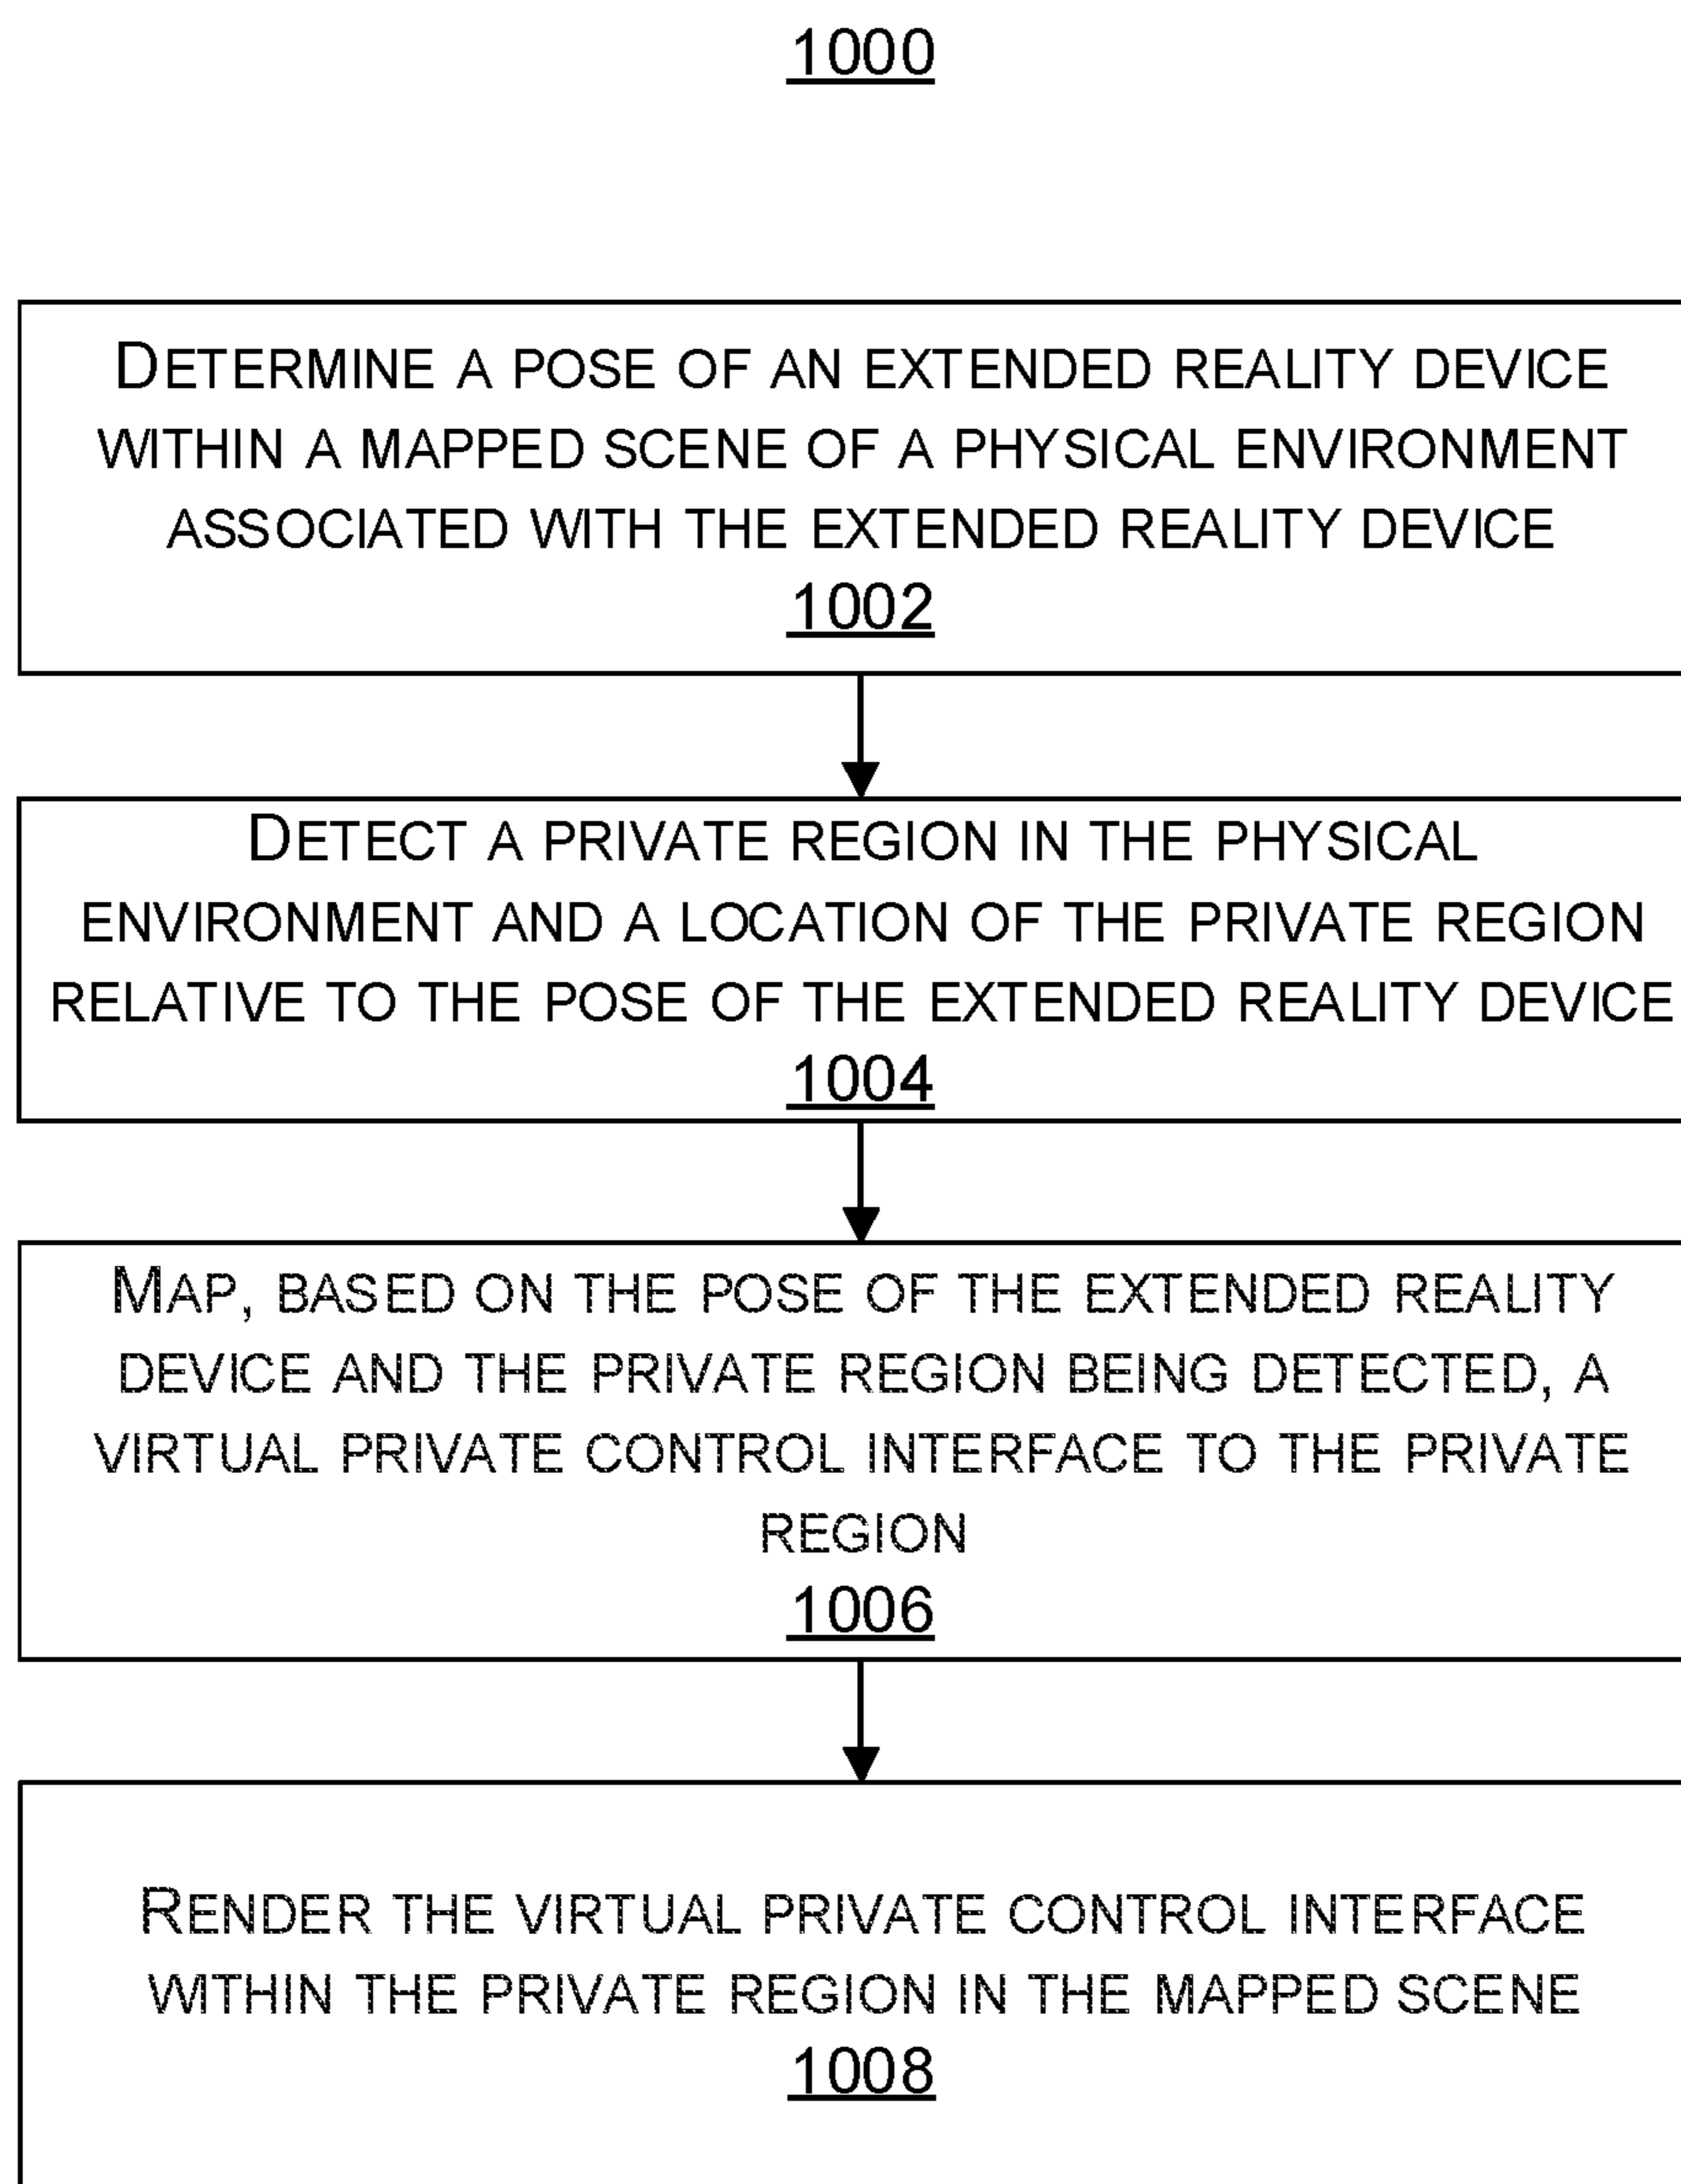 1000
DETERMINE A POSE OF AN EXTENDED REALITY DEVICE
WITHIN A MAPPED SCENE OF A PHYSICAL ENVIRONMENT
ASSOCIATED WITH THE EXTENDED REALITY DEVICE
1002
DETECT A PRIVATE REGION IN THE PHYSICAL
ENVIRONMENT AND A LOCATION OF THE PRIVATE REGION
RELATIVE TO THE POSE OF THE EXTENDED REALITY DEVICE
1004
MAP, BASED ON THE POSE OF THE EXTENDED REALITY
DEVICE AND THE PRIVATE REGION BEING DETECTED, A
VIRTUAL PRIVATE CONTROL INTERFACE TO THE PRIVATE
REGION
1006
RENDER THE VIRTUAL PRIVATE CONTROL INTERFACE
WITHIN THE PRIVATE REGION IN THE MAPPED SCENE
1008